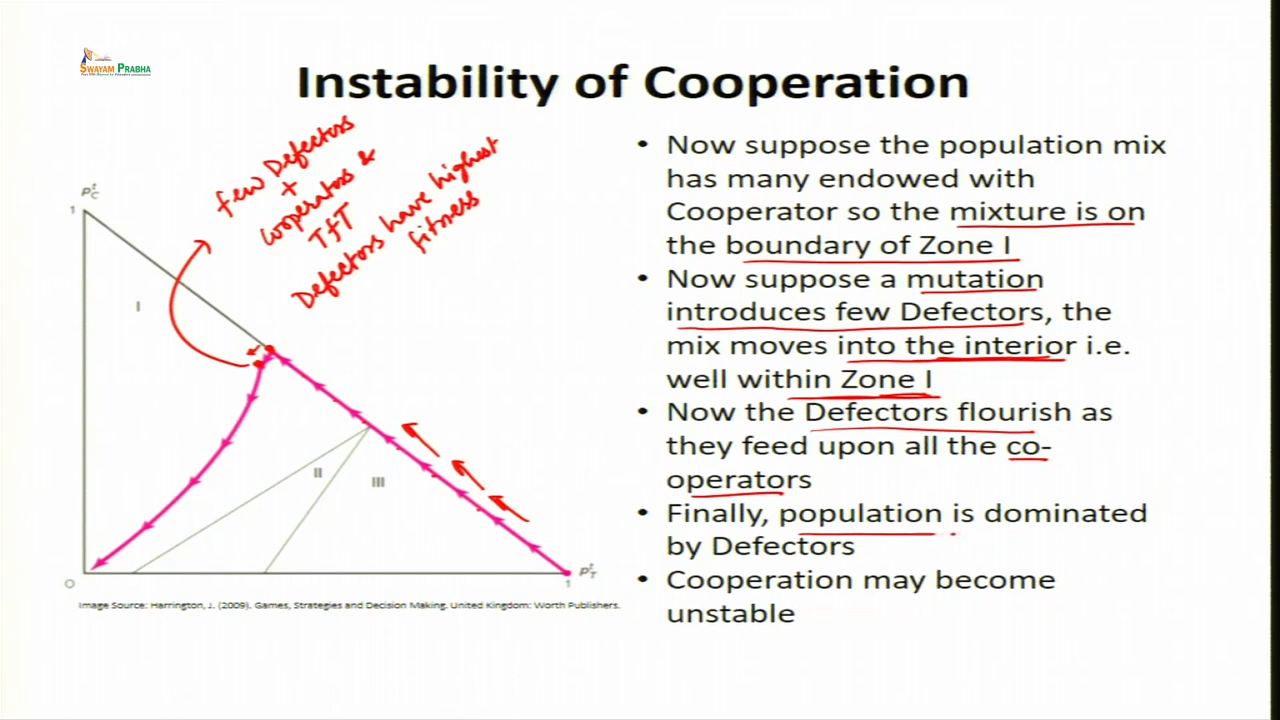 SWAYAM PRABHA
Instability of Cooperation
few Defectors
+
Cooperators &
TfT
Defectors have highest
fitness
p_C^t
1
I
II
III
O
1
p_T^t
Image Source: Harrington, J. (2009). Games, Strategies and Decision Making. United Kingdom: Worth Publishers.
• Now suppose the population mix
has many endowed with
Cooperator so the mixture is on
the boundary of Zone I
• Now suppose a mutation
introduces few Defectors, the
mix moves into the interior i.e.
well within Zone I
• Now the Defectors flourish as
they feed upon all the co-
operators
• Finally, population is dominated
by Defectors
• Cooperation may become
unstable